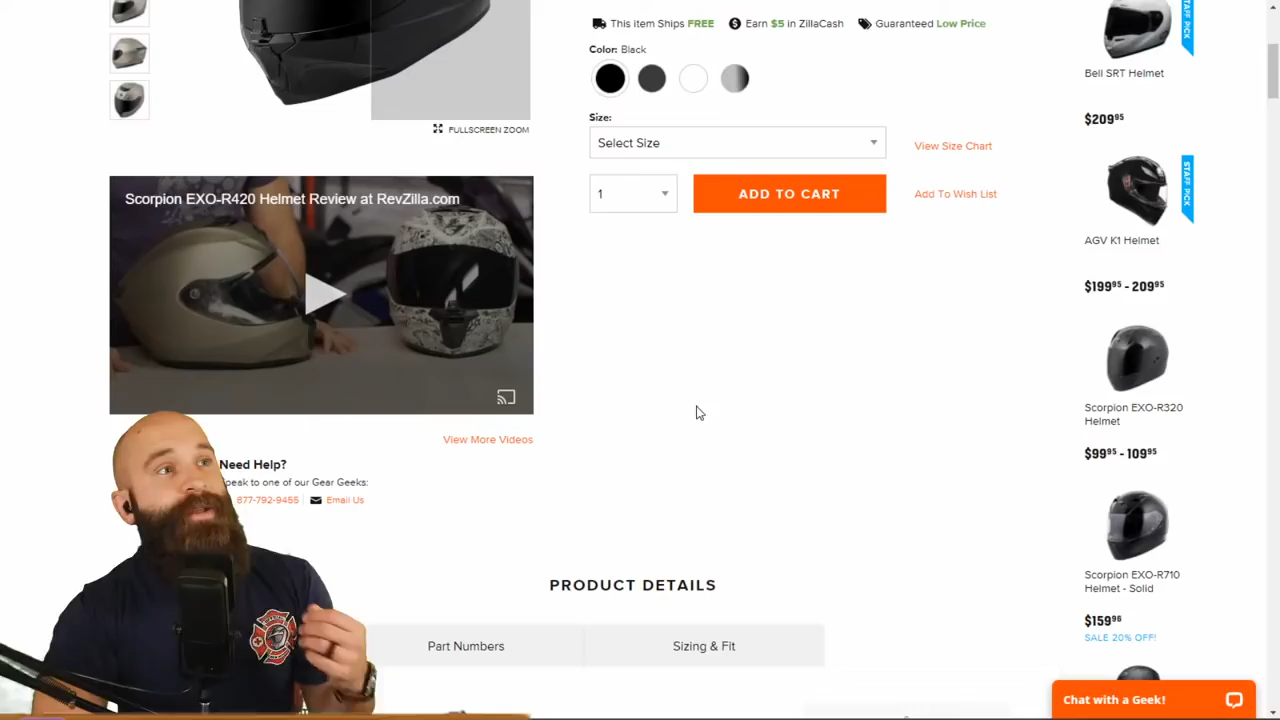 This item Ships FREE
Earn $5 in ZillaCash
Guaranteed Low Price
Color: Black
Size:
Select Size
View Size Chart
1
ADD TO CART
Add To Wish List
FULLSCREEN ZOOM
Scorpion EXO-R420 Helmet Review at RevZilla.com
View More Videos
Need Help?
peak to one of our Gear Geeks:
877-792-9455
Email Us
PRODUCT DETAILS
Part Numbers
Sizing & Fit
STAFF PICK
Bell SRT Helmet
$209.95
STAFF PICK
AGV K1 Helmet
$199.95 - 209.95
Scorpion EXO-R320
Helmet
$99.95 - 109.95
Scorpion EXO-R710
Helmet - Solid
$159.96
SALE 20% OFF!
Chat with a Geek!